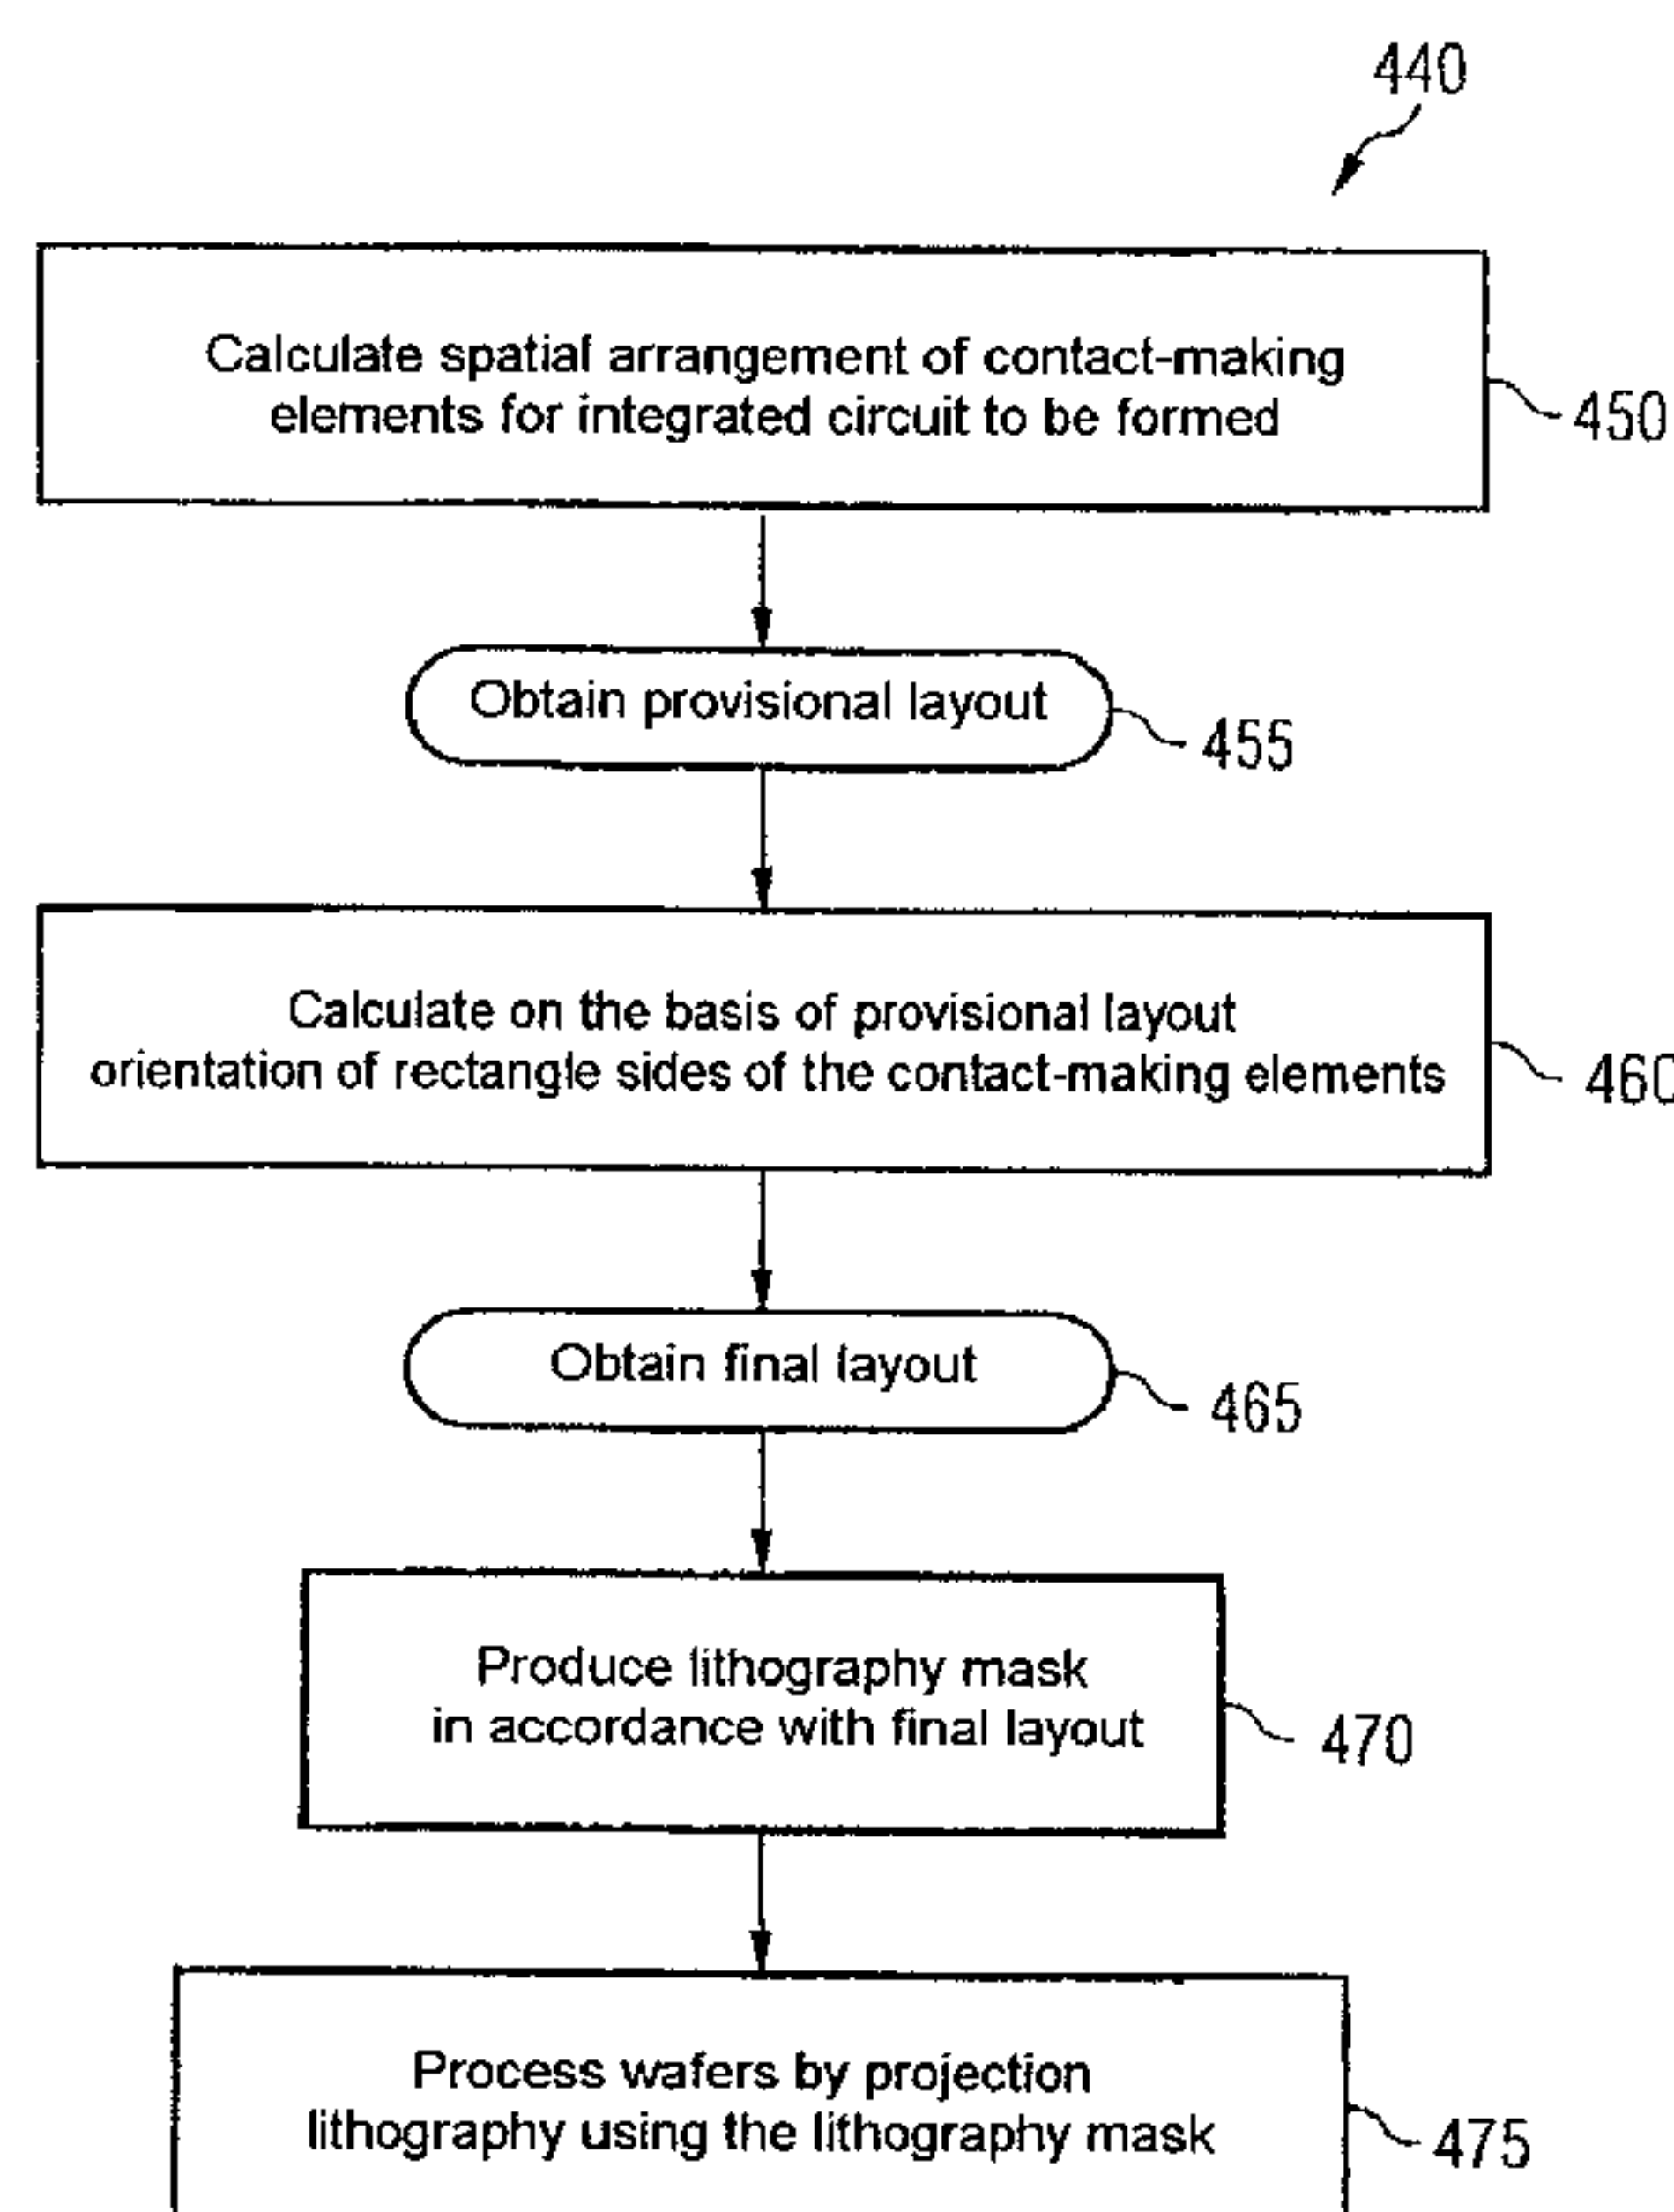 440
Calculate spatial arrangement of contact-making
elements for integrated circuit to be formed
450
Obtain provisional layout
455
Calculate on the basis of provisional layout
orientation of rectangle sides of the contact-making elements
460
Obtain final layout
465
Produce lithography mask
in accordance with final layout
470
Process wafers by projection
lithography using the lithography mask
475